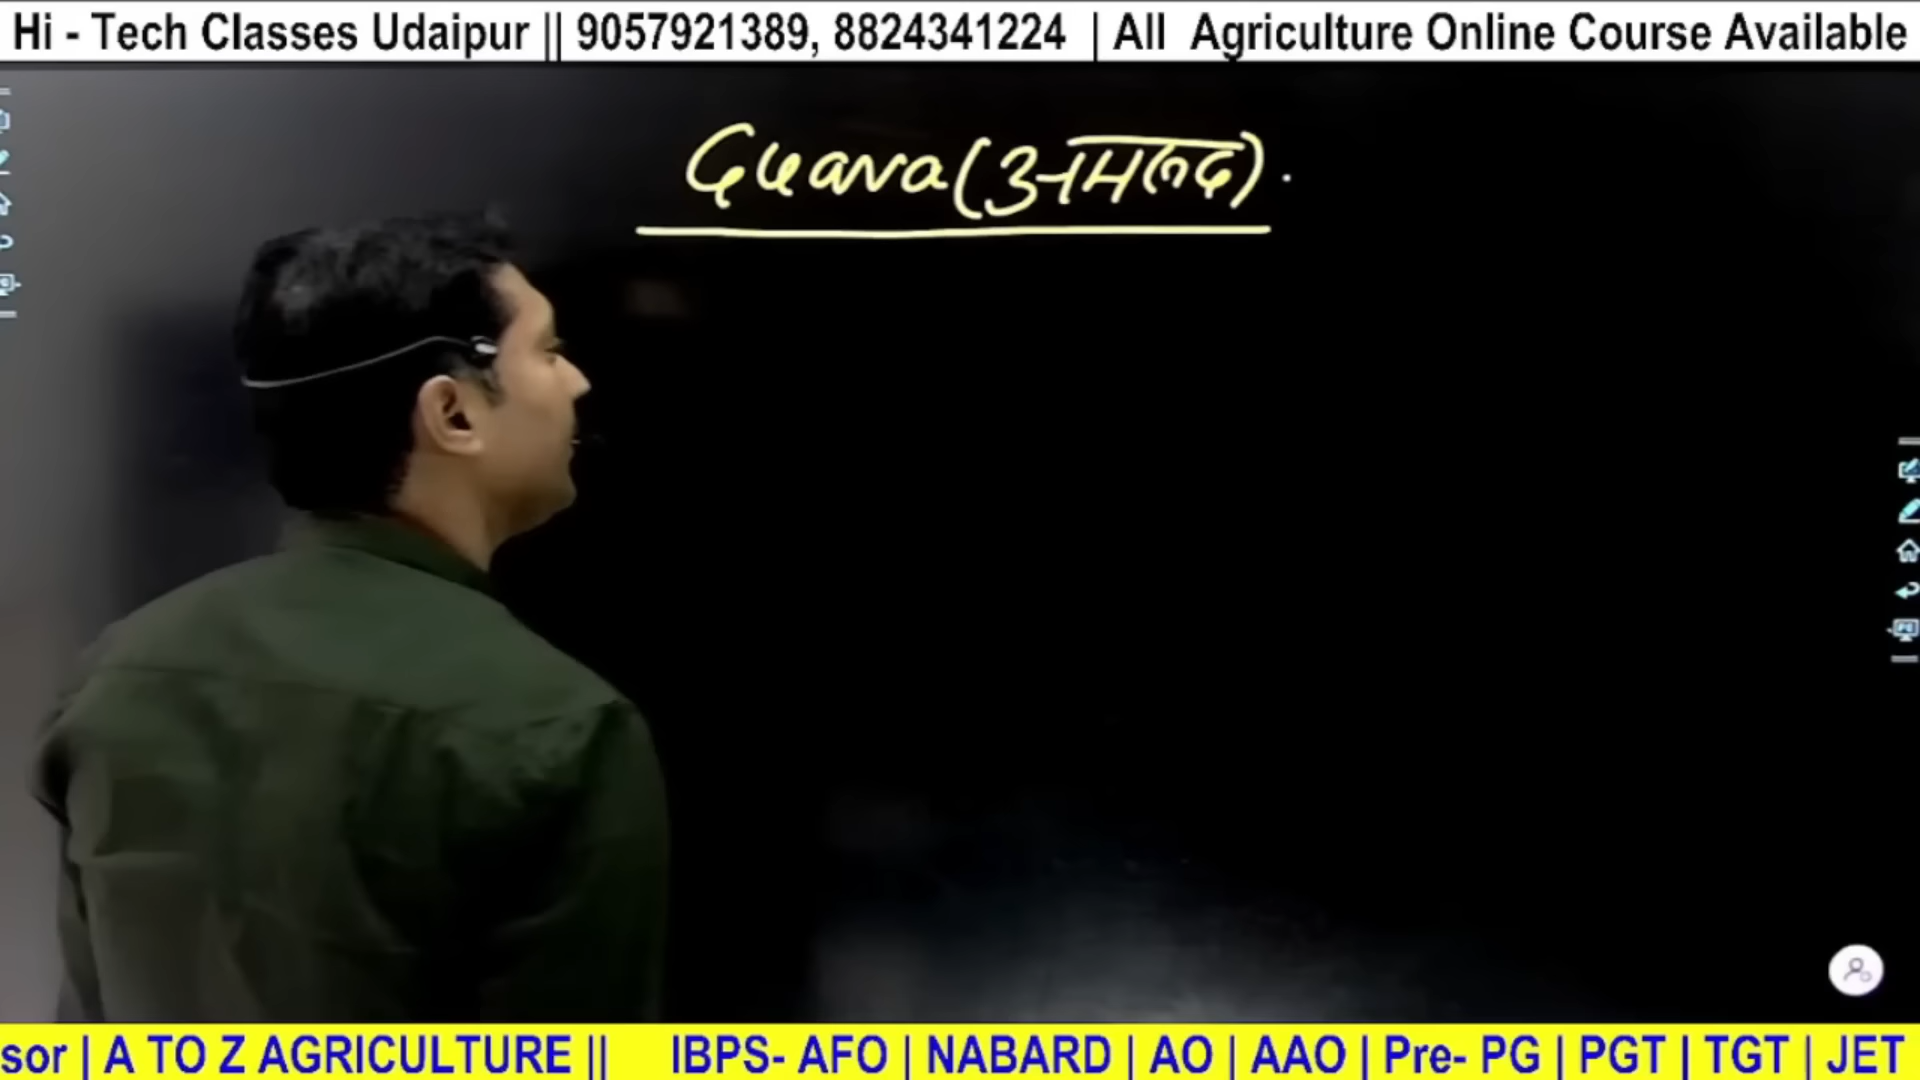 Hi - Tech Classes Udaipur || 9057921389, 8824341224 | All Agriculture Online Course Available
Guava (अमरूद).
sor | A TO Z AGRICULTURE || IBPS- AFO | NABARD | AO | AAO | Pre- PG | PGT | TGT | JET